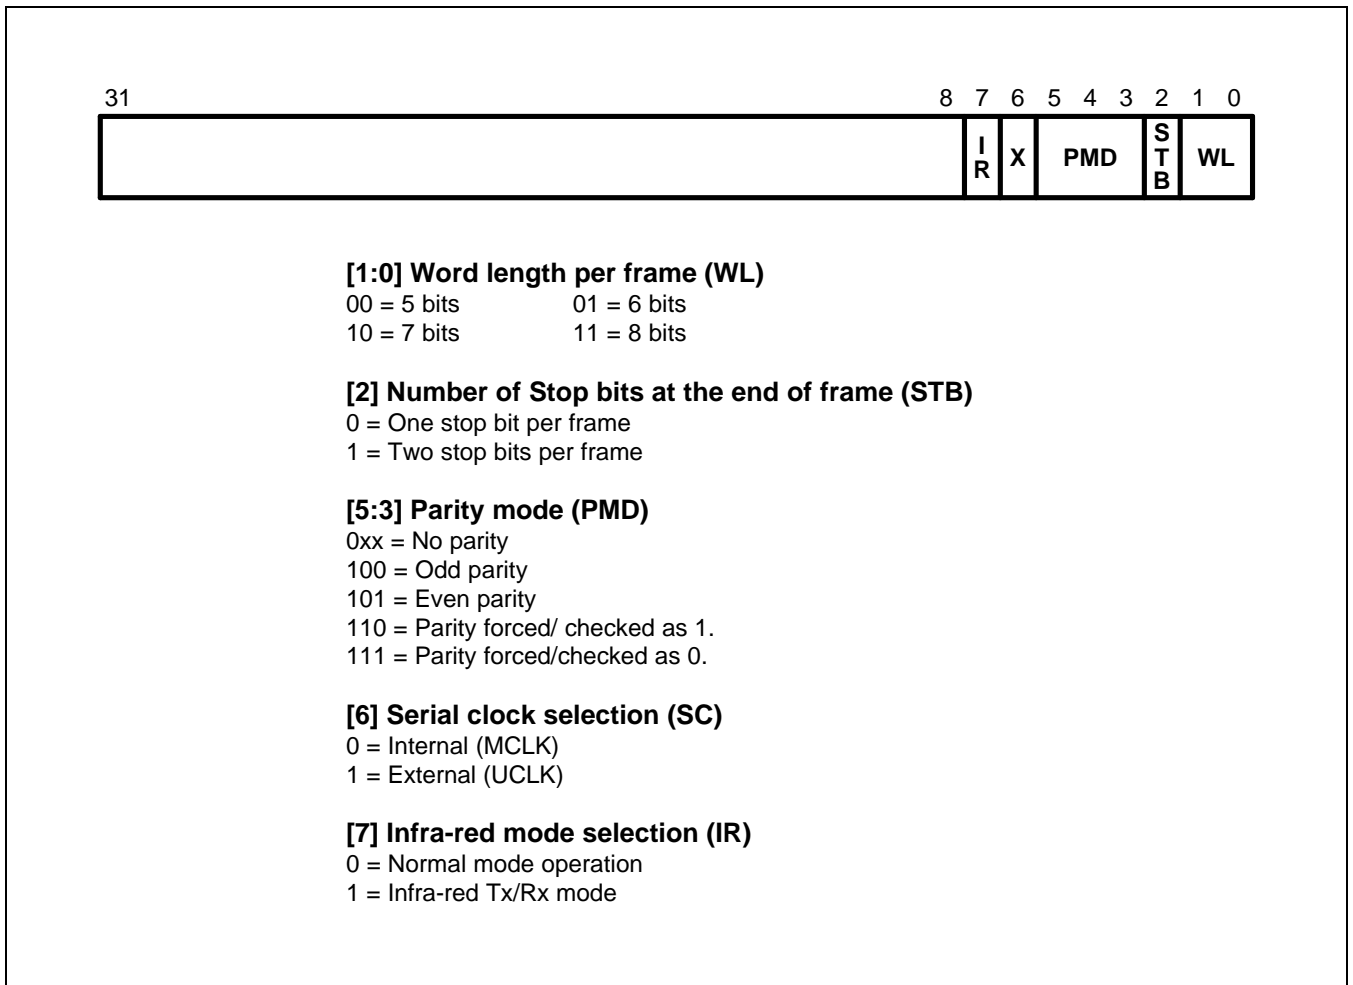 31 8 7 6 5 4 3 2 1 0
IR X PMD STB WL
[1:0] Word length per frame (WL)
00 = 5 bits 01 = 6 bits
10 = 7 bits 11 = 8 bits
[2] Number of Stop bits at the end of frame (STB)
0 = One stop bit per frame
1 = Two stop bits per frame
[5:3] Parity mode (PMD)
0xx = No parity
100 = Odd parity
101 = Even parity
110 = Parity forced/ checked as 1.
111 = Parity forced/checked as 0.
[6] Serial clock selection (SC)
0 = Internal (MCLK)
1 = External (UCLK)
[7] Infra-red mode selection (IR)
0 = Normal mode operation
1 = Infra-red Tx/Rx mode